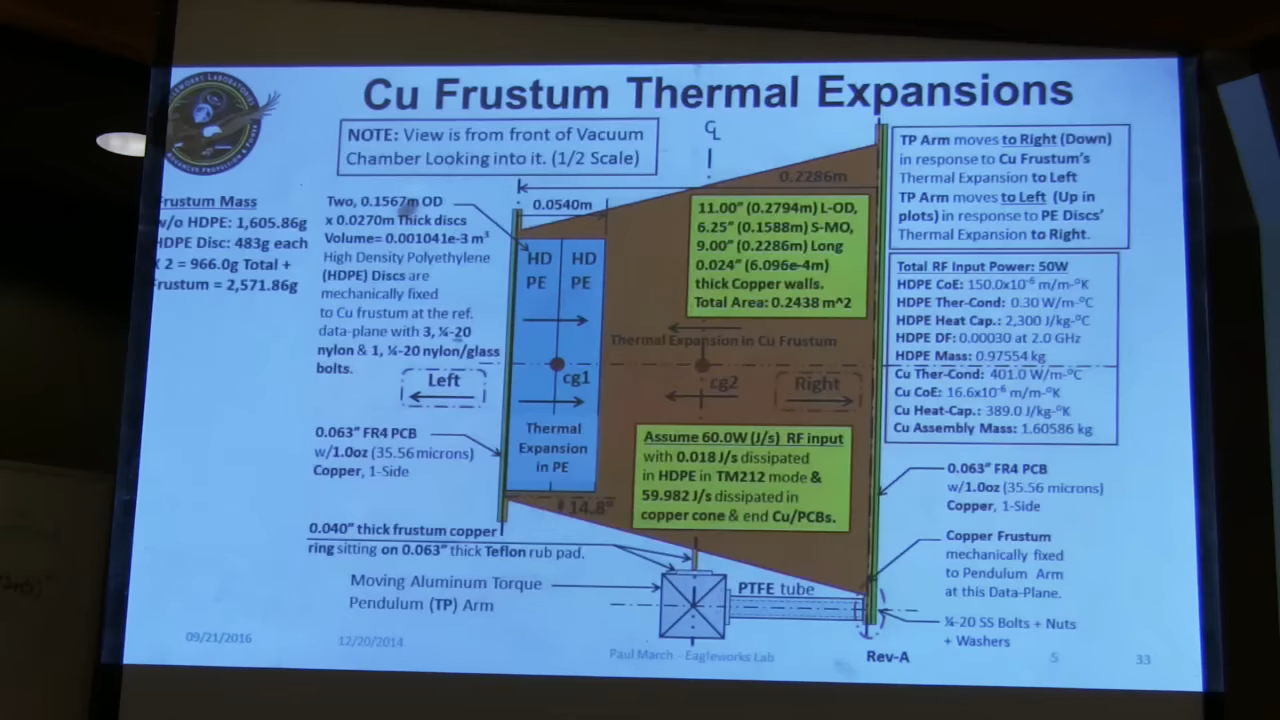 Cu Frustum Thermal Expansions
NOTE: View is from front of Vacuum
Chamber Looking into it. (1/2 Scale)
Frustum Mass
w/o HDPE: 1,605.86g
HDPE Disc: 483g each
X 2 = 966.0g Total +
Frustum = 2,571.86g
Two, 0.1567m OD
x 0.0270m Thick discs
Volume= 0.001041e-3 m³
High Density Polyethylene
(HDPE) Discs are
mechanically fixed
to Cu frustum at the ref.
data-plane with 3, ¼-20
nylon & 1, ¼-20 nylon/glass
bolts.
Left
0.063" FR4 PCB
w/1.0oz (35.56 microns)
Copper, 1-Side
0.040" thick frustum copper
ring sitting on 0.063" thick Teflon rub pad.
Moving Aluminum Torque
Pendulum (TP) Arm
CL
0.2286m
0.0540m
HD
PE
HD
PE
cg1
Thermal
Expansion
in PE
14.8°
11.00" (0.2794m) L-OD,
6.25" (0.1588m) S-MO,
9.00" (0.2286m) Long
0.024" (6.096e-4m)
thick Copper walls.
Total Area: 0.2438 m^2
Thermal Expansion in Cu Frustum
cg2
Right
Assume 60.0W (J/s) RF input
with 0.018 J/s dissipated
in HDPE in TM212 mode &
59.982 J/s dissipated in
copper cone & end Cu/PCBs.
PTFE tube
TP Arm moves to Right (Down)
in response to Cu Frustum's
Thermal Expansion to Left
TP Arm moves to Left (Up in
plots) in response to PE Discs'
Thermal Expansion to Right.
Total RF Input Power: 50W
HDPE CoE: 150.0x10⁻⁶ m/m-°K
HDPE Ther-Cond: 0.30 W/m-°C
HDPE Heat Cap.: 2,300 J/kg-°C
HDPE DF: 0.00030 at 2.0 GHz
HDPE Mass: 0.97554 kg
Cu Ther-Cond: 401.0 W/m-°C
Cu CoE: 16.6x10⁻⁶ m/m-°K
Cu Heat-Cap.: 389.0 J/kg-°K
Cu Assembly Mass: 1.60586 kg
0.063" FR4 PCB
w/1.0oz (35.56 microns)
Copper, 1-Side
Copper Frustum
mechanically fixed
to Pendulum Arm
at this Data-Plane.
¼-20 SS Bolts + Nuts
+ Washers
09/21/2016
12/20/2014
Paul March – Eagleworks Lab
Rev-A
5
33